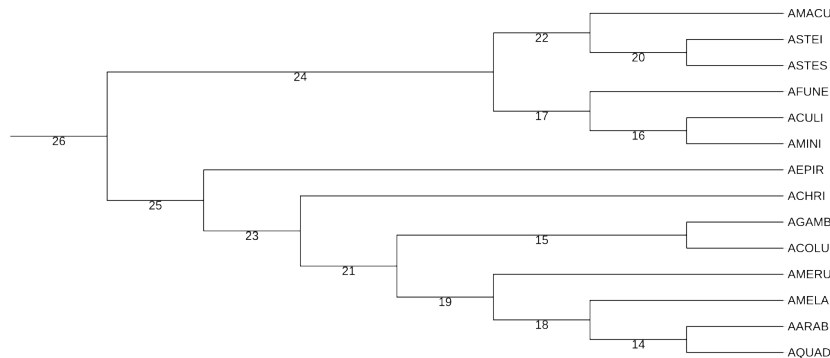 AMACU
22
ASTEI
20
ASTES
24
AFUNE
17
ACULI
16
AMINI
26
AEPIR
25
ACHRI
23
AGAMB
15
ACOLU
21
AMERU
19
AMELA
18
AARAB
14
AQUAD